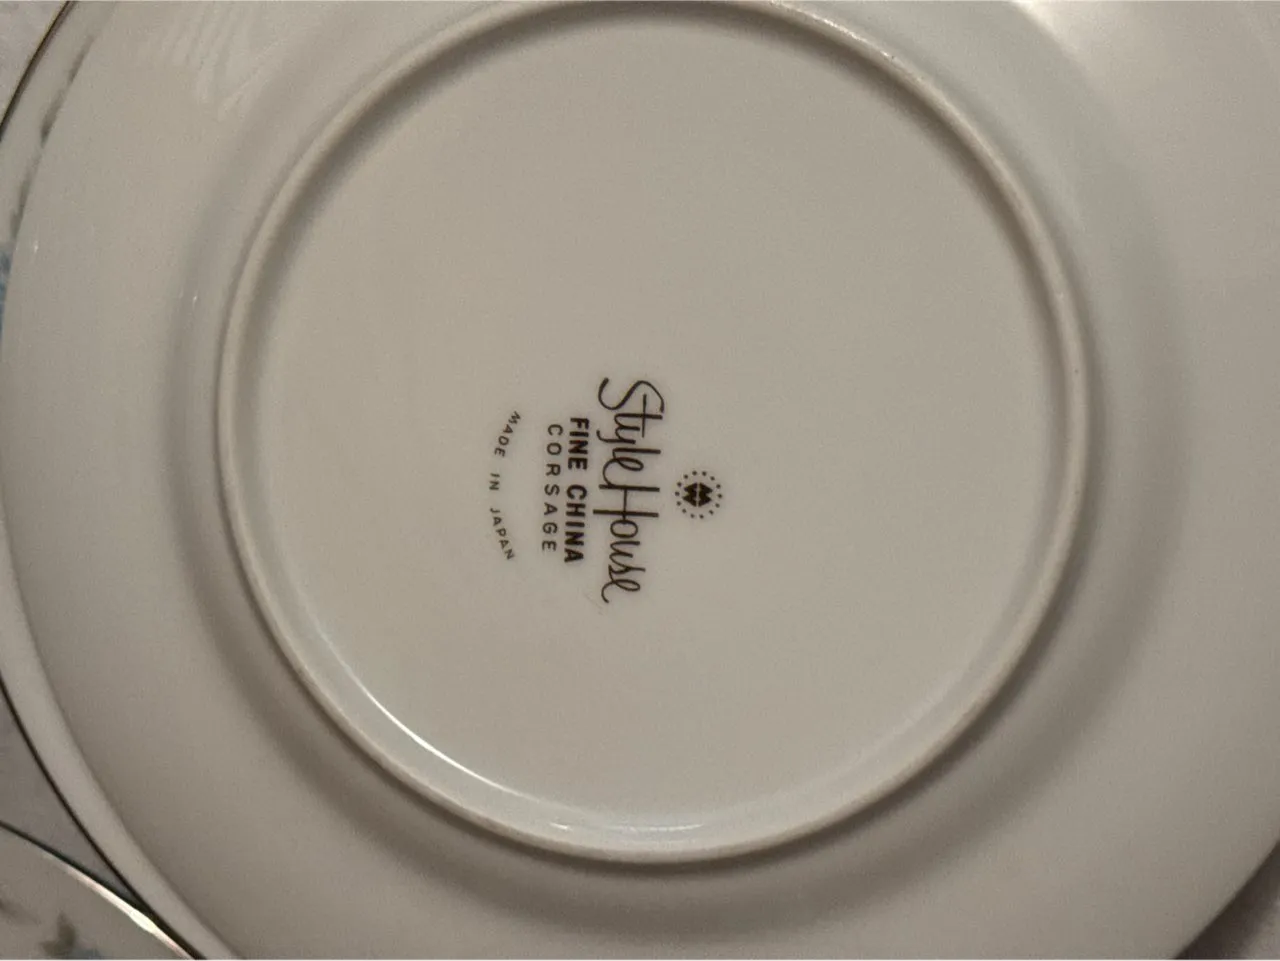 Style House
FINE CHINA
CORSAGE
MADE IN JAPAN